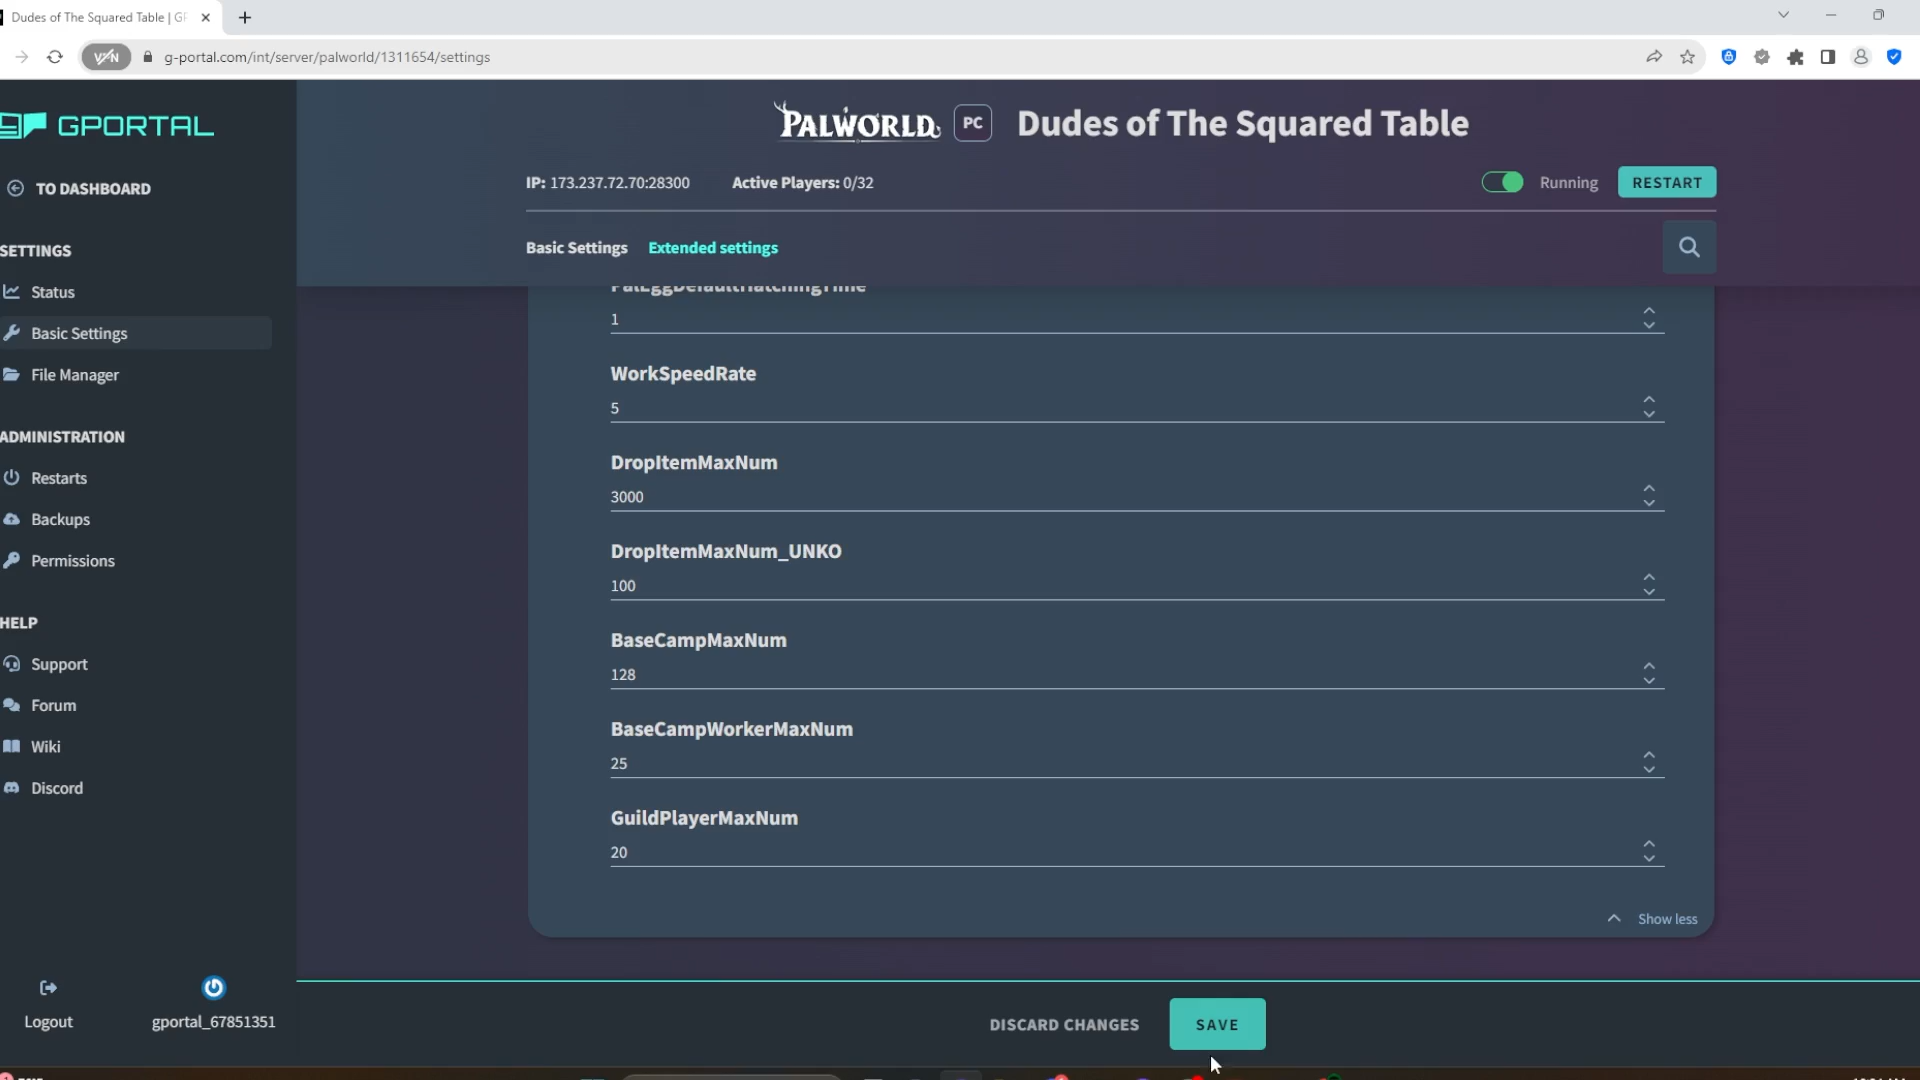 Dudes of The Squared Table | GP
VPN
g-portal.com/int/server/palworld/1311654/settings
GPORTAL
PALWORLD
PC
Dudes of The Squared Table
TO DASHBOARD
IP: 173.237.72.70:28300
Active Players: 0/32
Running
RESTART
SETTINGS
Basic Settings
Extended settings
Status
PalEggDefaultHatchingTime
1
Basic Settings
File Manager
WorkSpeedRate
5
ADMINISTRATION
Restarts
Backups
Permissions
DropItemMaxNum
3000
DropItemMaxNum_UNKO
100
HELP
Support
Forum
Wiki
Discord
BaseCampMaxNum
128
BaseCampWorkerMaxNum
25
GuildPlayerMaxNum
20
Show less
Logout
gportal_67851351
DISCARD CHANGES
SAVE